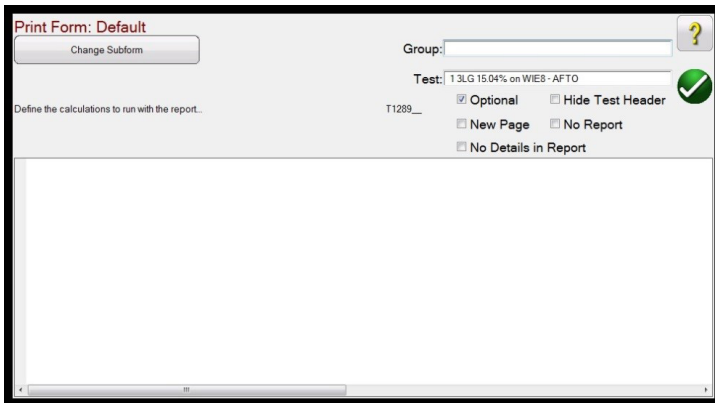 Print Form: Default
Change Subform
Group:
Test: 1 3LG 15.04% on WIE8 - AFTO
Optional Hide Test Header
Define the calculations to run with the report... T1289__
New Page No Report
No Details in Report